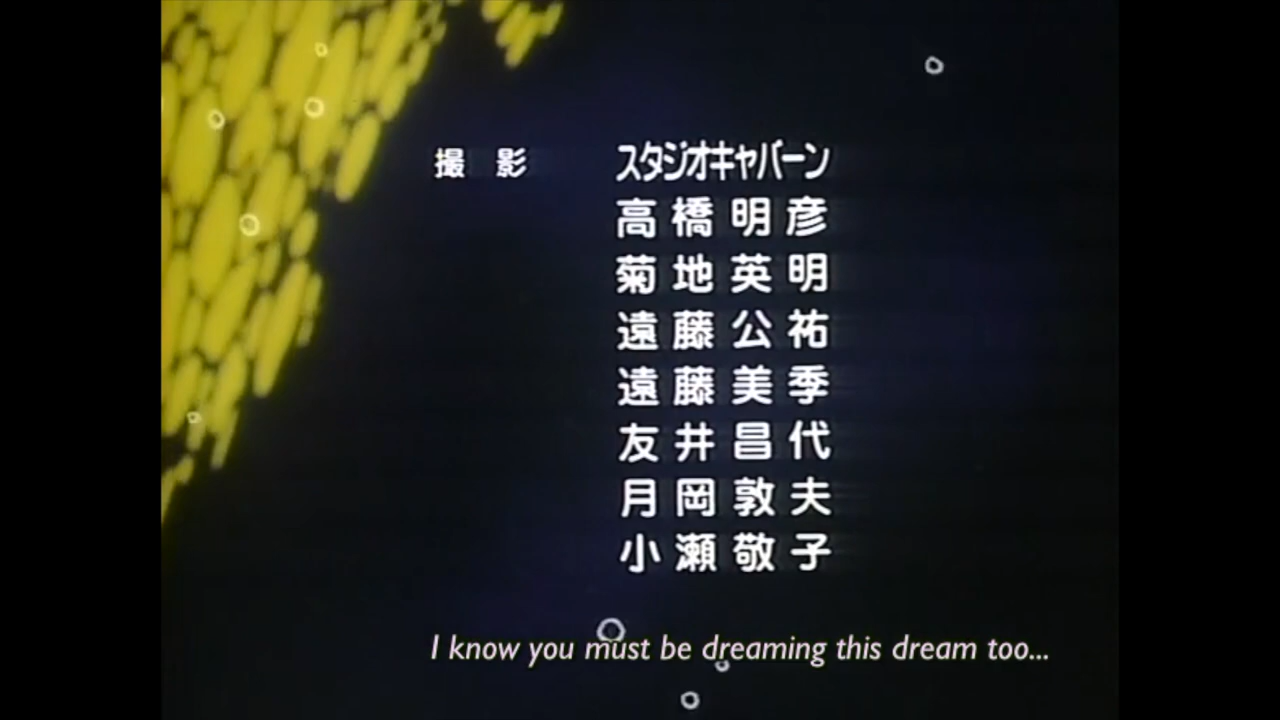 撮影 スタジオキャバーン
高橋明彦
菊地英明
遠藤公祐
遠藤美季
友井昌代
月岡敦夫
小瀬敬子
I know you must be dreaming this dream too...